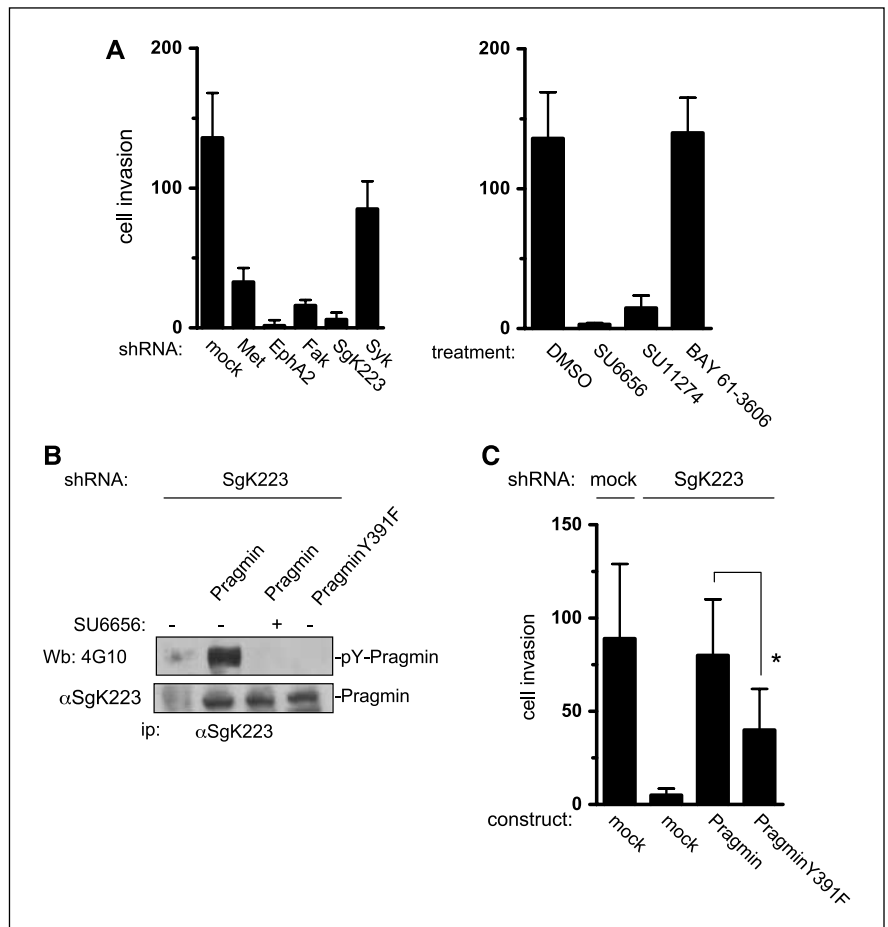 A
200
100
0
cell invasion
shRNA:
mock
Met
EphA2
Fak
SgK223
Syk
200
100
0
treatment:
DMSO
SU6656
SU11274
BAY 61-3606
B
shRNA: SgK223
Pragmin
Pragmin
PragminY391F
SU6656: - - + -
Wb: 4G10 -pY-Pragmin
αSgK223 -Pragmin
ip: αSgK223
C
shRNA: mock SgK223
150
100
50
0
cell invasion
*
construct:
mock
mock
Pragmin
PragminY391F